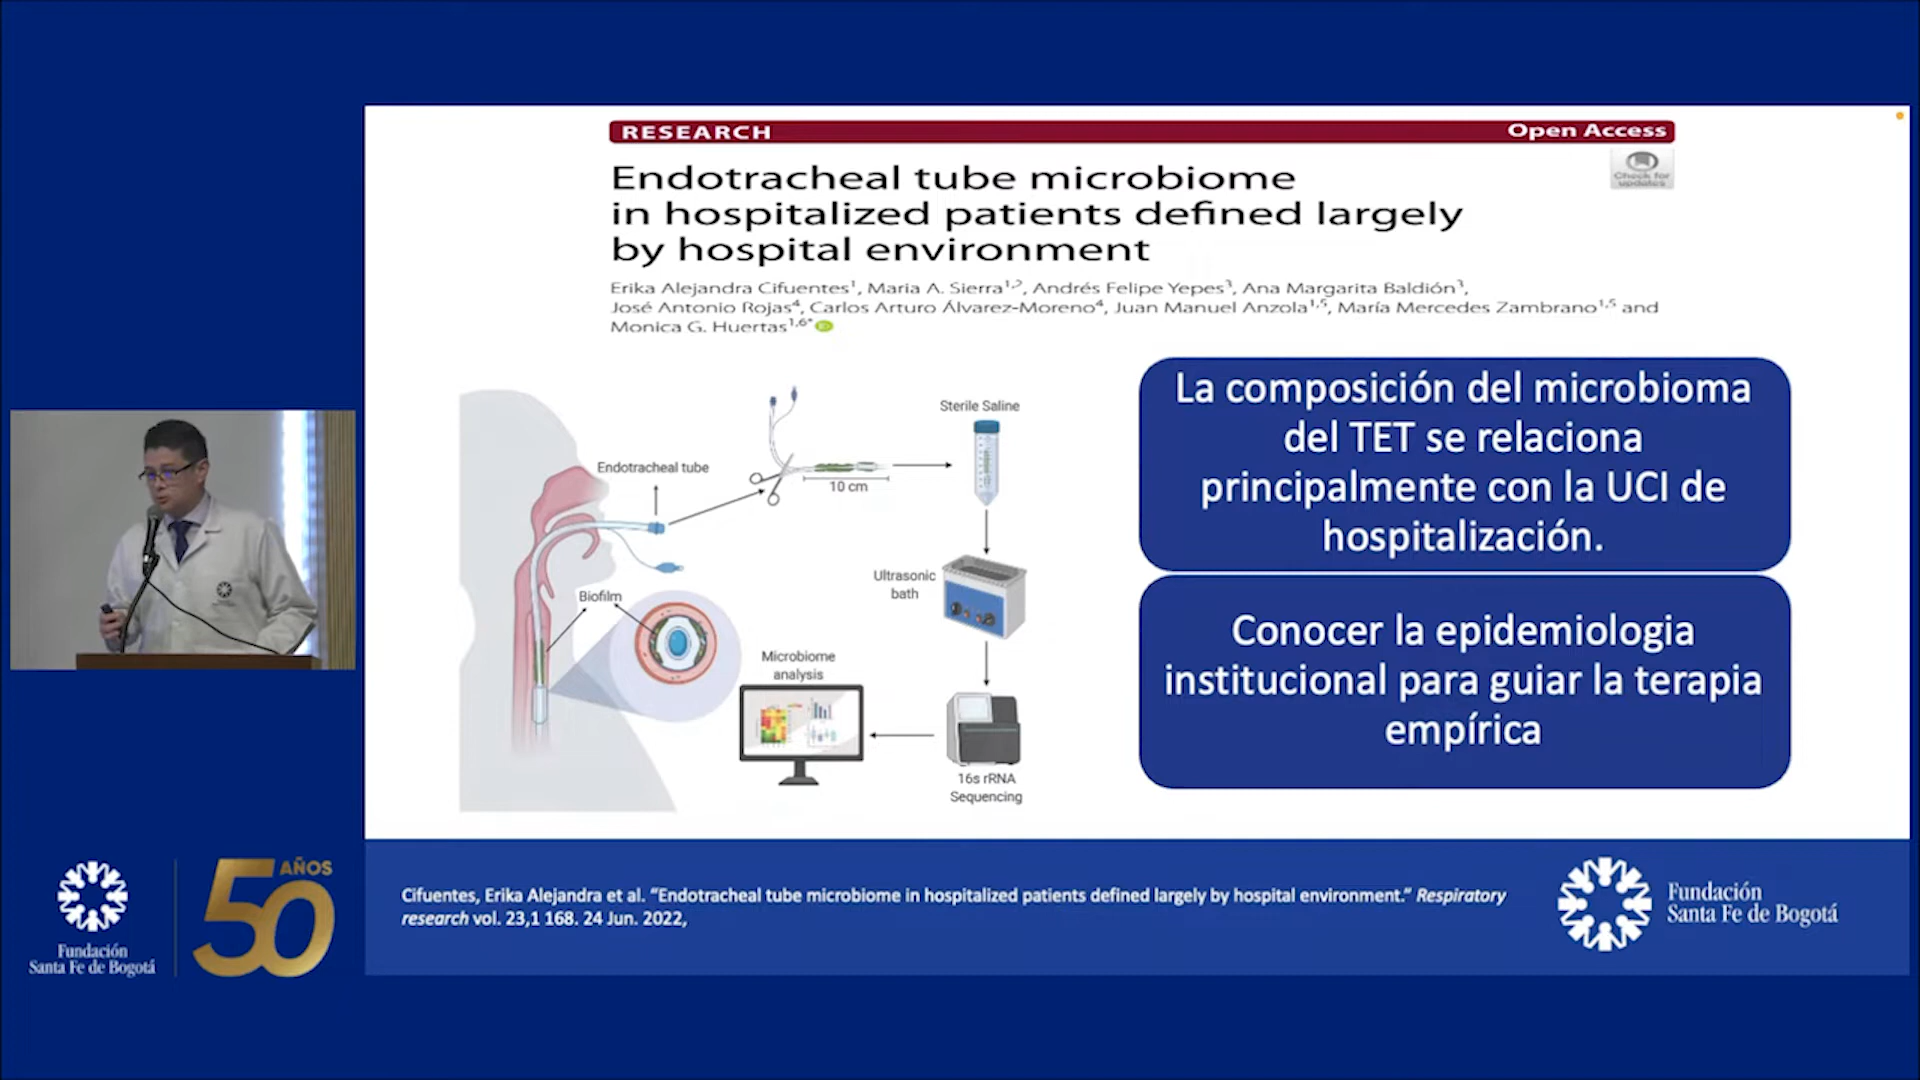 RESEARCH
Open Access
Check for
updates
Endotracheal tube microbiome
in hospitalized patients defined largely
by hospital environment
Erika Alejandra Cifuentes¹, Maria A. Sierra¹,², Andrés Felipe Yepes³, Ana Margarita Baldión³,
José Antonio Rojas⁴, Carlos Arturo Álvarez-Moreno⁴, Juan Manuel Anzola¹,⁵, María Mercedes Zambrano¹,⁵ and
Monica G. Huertas¹,⁶*
Endotracheal tube
10 cm
Sterile Saline
Ultrasonic
bath
Biofilm
Microbiome
analysis
16s rRNA
Sequencing
La composición del microbioma
del TET se relaciona
principalmente con la UCI de
hospitalización.
Conocer la epidemiologia
institucional para guiar la terapia
empírica
Cifuentes, Erika Alejandra et al. “Endotracheal tube microbiome in hospitalized patients defined largely by hospital environment.” Respiratory
research vol. 23,1 168. 24 Jun. 2022,
Fundación
Santa Fe de Bogotá
50 AÑOS
Fundación
Santa Fe de Bogotá